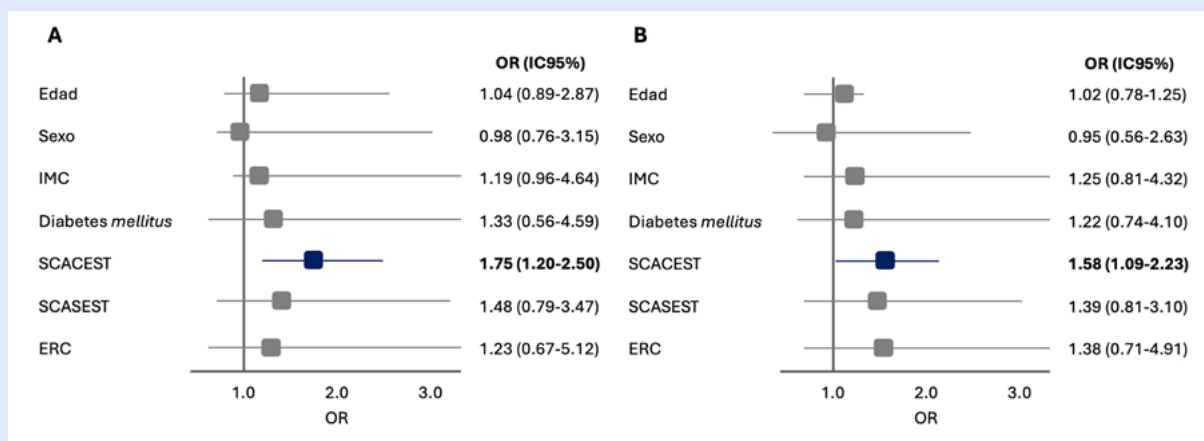 A
OR (IC95%)
Edad 1.04 (0.89-2.87)
Sexo 0.98 (0.76-3.15)
IMC 1.19 (0.96-4.64)
Diabetes mellitus 1.33 (0.56-4.59)
SCACEST 1.75 (1.20-2.50)
SCASEST 1.48 (0.79-3.47)
ERC 1.23 (0.67-5.12)
1.0 2.0 3.0
OR
B
OR (IC95%)
Edad 1.02 (0.78-1.25)
Sexo 0.95 (0.56-2.63)
IMC 1.25 (0.81-4.32)
Diabetes mellitus 1.22 (0.74-4.10)
SCACEST 1.58 (1.09-2.23)
SCASEST 1.39 (0.81-3.10)
ERC 1.38 (0.71-4.91)
1.0 2.0 3.0
OR